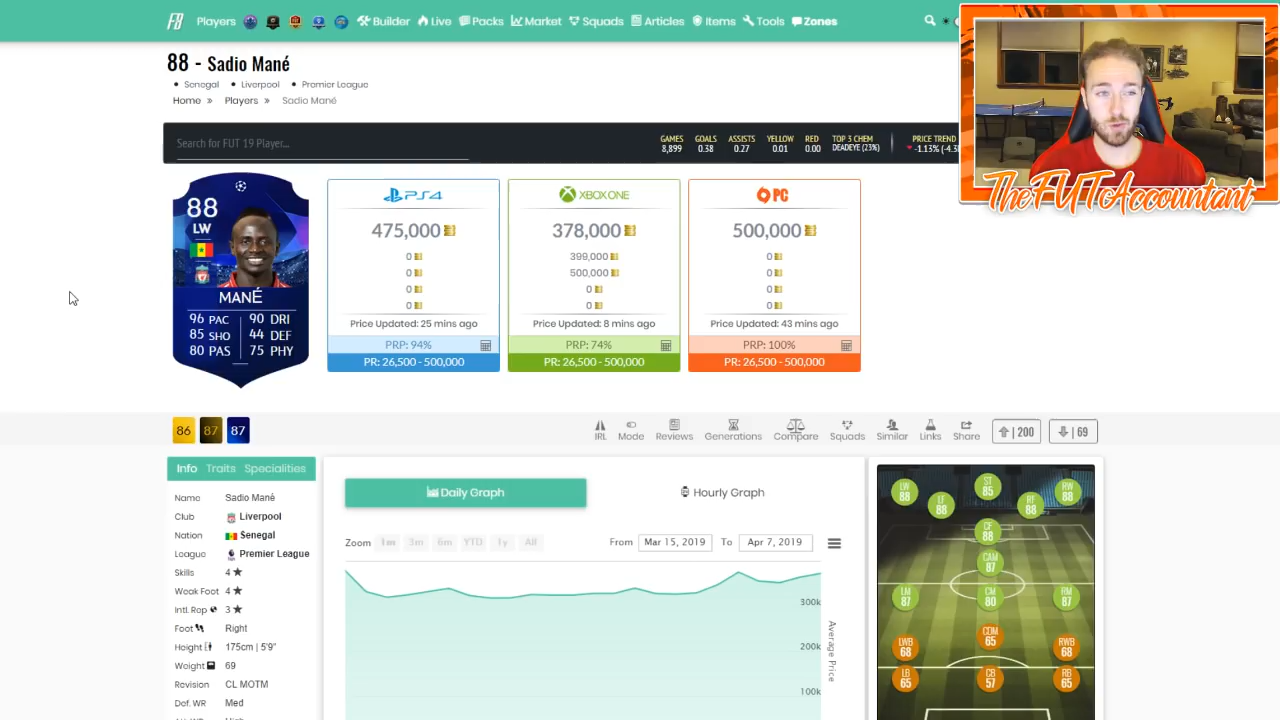 F8 Players Builder Live Packs Market Squads Articles Items Tools Zones
88 - Sadio Mané
Senegal Liverpool Premier League
Home » Players » Sadio Mané
Search for FUT 19 Player...
GAMES GOALS ASSISTS YELLOW RED TOP 3 CHEM PRICE TREND
8,899 0.38 0.27 0.01 0.00 DEADEYE (23%)
TheFUTAccountant
88
LW
MANÉ
96 PAC 90 DRI
85 SHO 44 DEF
80 PAS 75 PHY
PS4
475,000
0
0
0
0
Price Updated: 25 mins ago
PRP: 94%
PR: 26,500 - 500,000
XBOX ONE
378,000
399,000
500,000
0
0
Price Updated: 8 mins ago
PRP: 74%
PR: 26,500 - 500,000
PC
500,000
0
0
0
0
Price Updated: 43 mins ago
PRP: 100%
PR: 26,500 - 500,000
86 87 87
IRL Mode Reviews Generations Compare Squads Similar Links Share | 200 | 69
Info Traits Specialities
Name Sadio Mané
Club Liverpool
Nation Senegal
League Premier League
Skills 4 ★
Weak Foot 4 ★
Intl. Rep 3 ★
Foot Right
Height 175cm | 5'9"
Weight 69
Revision CL MOTM
Def. WR Med
Daily Graph Hourly Graph
Zoom 1m 3m 6m YTD 1y All From Mar 15, 2019 To Apr 7, 2019
300k
200k
100k
Average Price
LW
88
LF
88
ST
85
RF
88
RW
88
CF
88
CAM
87
LM
87
CM
80
RM
87
LWB
68
CDM
65
RWB
68
LB
65
CB
57
RB
65